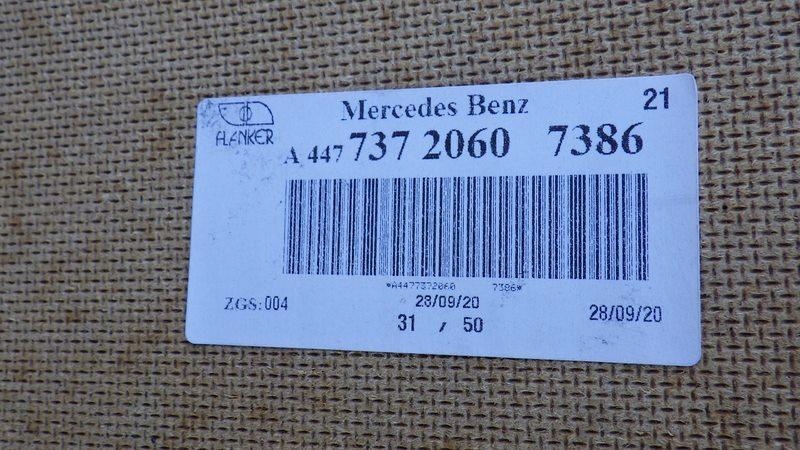 FLANKER
Mercedes Benz 21
A 447 737 2060 7386
*A4477372060 7386*
ZGS:004 28/09/20 28/09/20
31 / 50